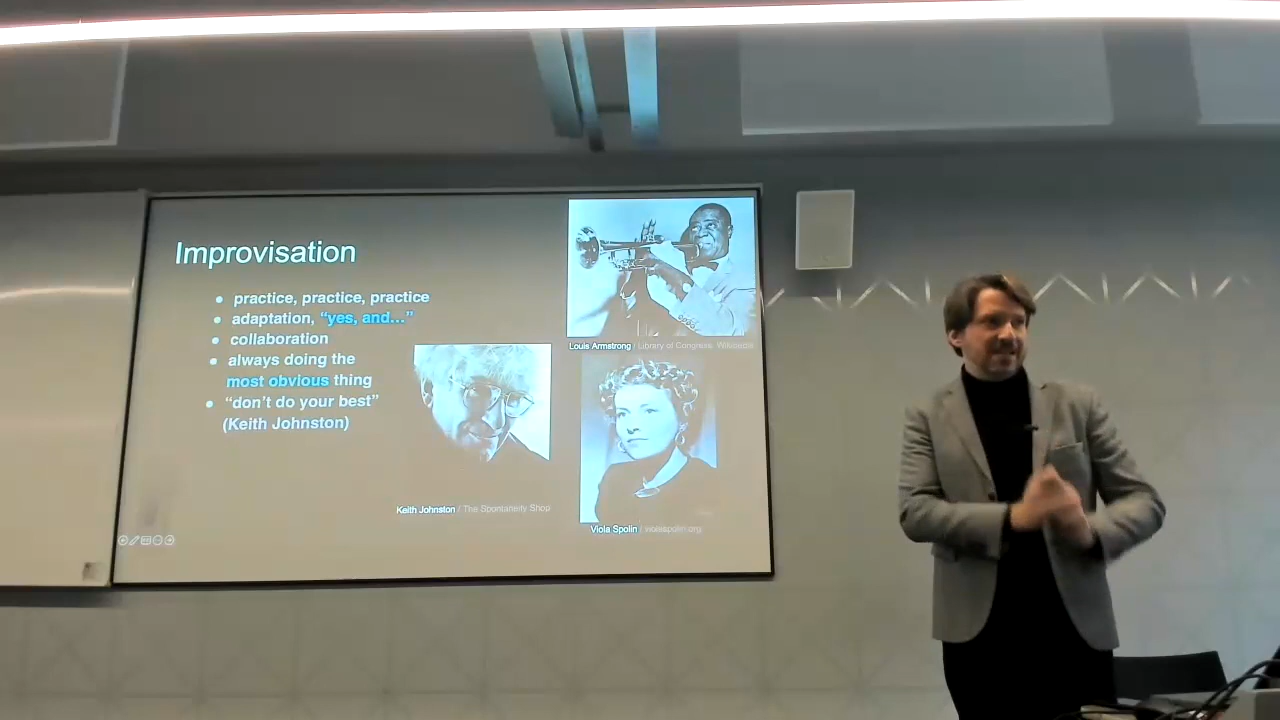 Improvisation
practice, practice, practice
adaptation, “yes, and...”
collaboration
always doing the
most obvious thing
“don’t do your best”
(Keith Johnston)
Louis Armstrong / Library of Congress, Wikipedia
Keith Johnston / The Spontaneity Shop
Viola Spolin / violaspolin.org